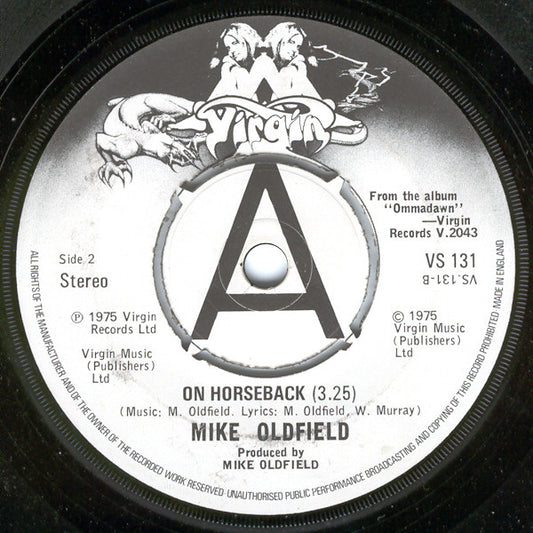 Virgin
A
From the album
"Ommadawn"
—Virgin
Records V.2043
Side 2
Stereo
VS 131
VS.131-B
℗ 1975 Virgin
Records Ltd
Virgin Music
(Publishers)
Ltd
© 1975
Virgin Music
(Publishers)
Ltd
ON HORSEBACK (3.25)
(Music: M. Oldfield. Lyrics: M. Oldfield, W. Murray)
MIKE OLDFIELD
Produced by
MIKE OLDFIELD
ALL RIGHTS OF THE MANUFACTURER AND OF THE OWNER OF THE RECORDED WORK RESERVED. UNAUTHORISED PUBLIC PERFORMANCE BROADCASTING AND COPYING OF THIS RECORD PROHIBITED · MADE IN ENGLAND